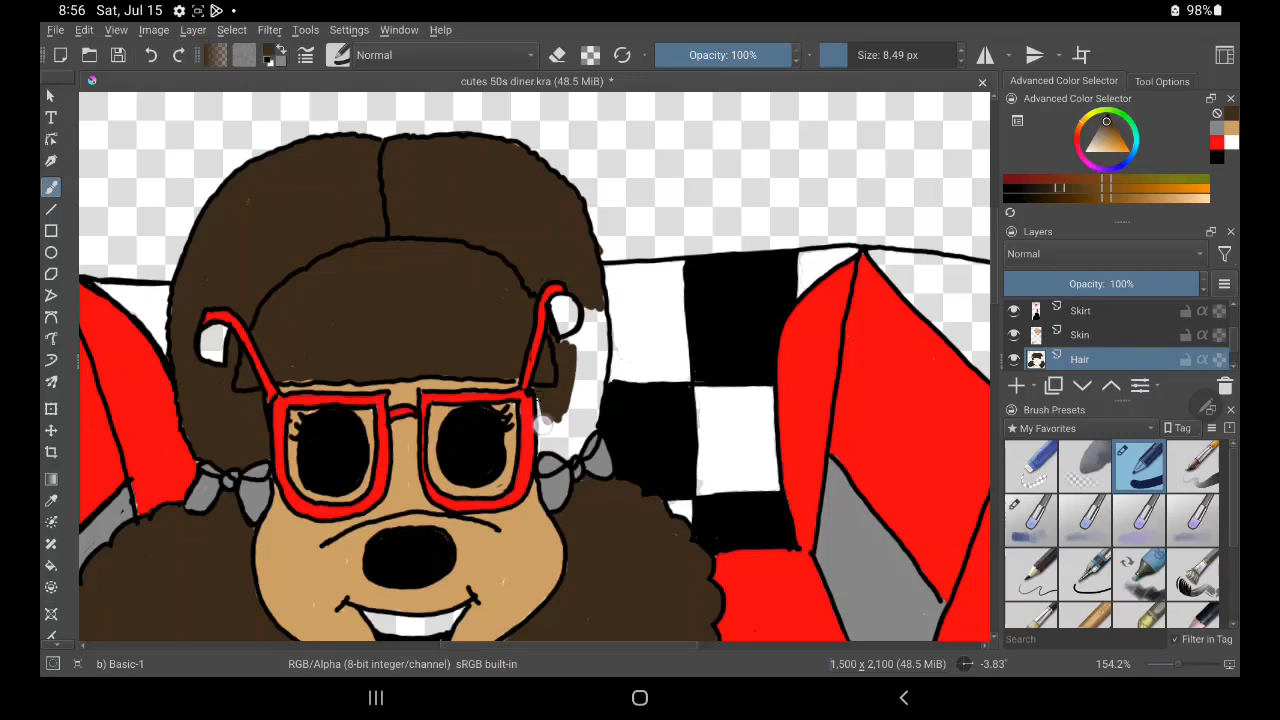 8:56 Sat, Jul 15 98%
File Edit View Image Layer Select Filter Tools Settings Window Help
Normal Opacity: 100% Size: 8.49 px
cutes 50s diner.kra (48.5 MiB) *
Advanced Color Selector Tool Options
Advanced Color Selector
Layers
Normal
Opacity: 100%
Skirt
Skin
Hair
Brush Presets
My Favorites Tag
Search Filter in Tag
b) Basic-1 RGB/Alpha (8-bit integer/channel) sRGB built-in 1,500 x 2,100 (48.5 MiB) -3.83° 154.2%